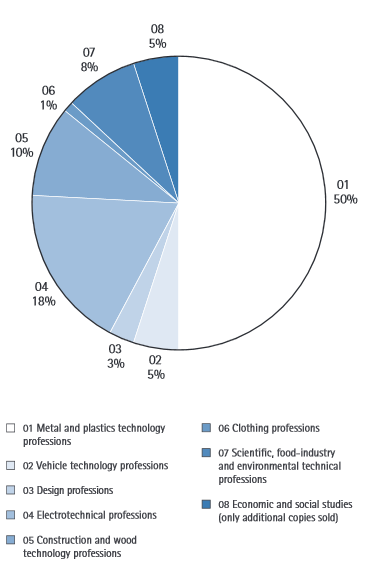 08
5%
07
8%
06
1%
05
10%
01
50%
04
18%
03
3%
02
5%
01 Metal and plastics technology
professions
02 Vehicle technology professions
03 Design professions
04 Electrotechnical professions
05 Construction and wood
technology professions
06 Clothing professions
07 Scientific, food-industry
and environmental technical
professions
08 Economic and social studies
(only additional copies sold)